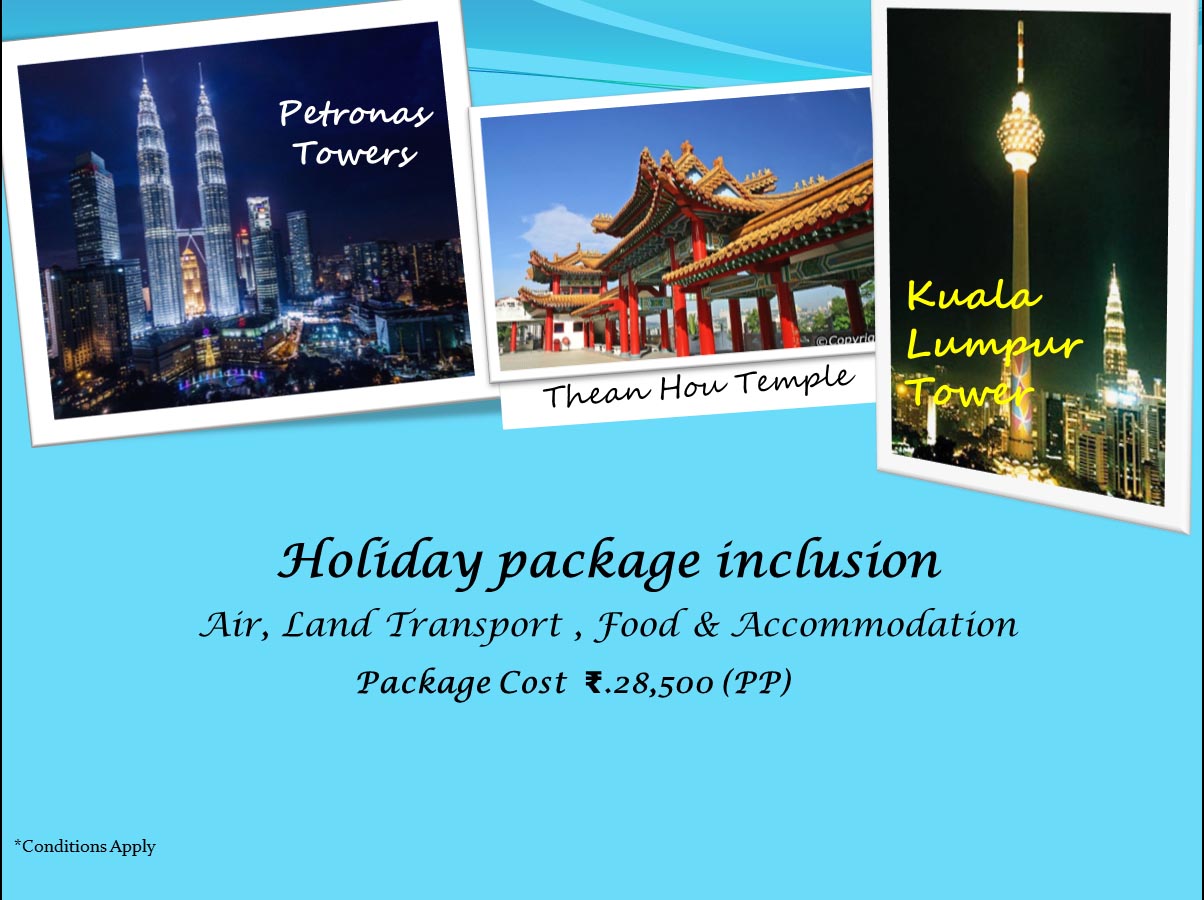 Petronas
Towers
©Copyrig
Thean Hou Temple
Kuala
Lumpur
Tower
Holiday package inclusion
Air, Land Transport , Food & Accommodation
Package Cost ₹.28,500 (PP)
*Conditions Apply